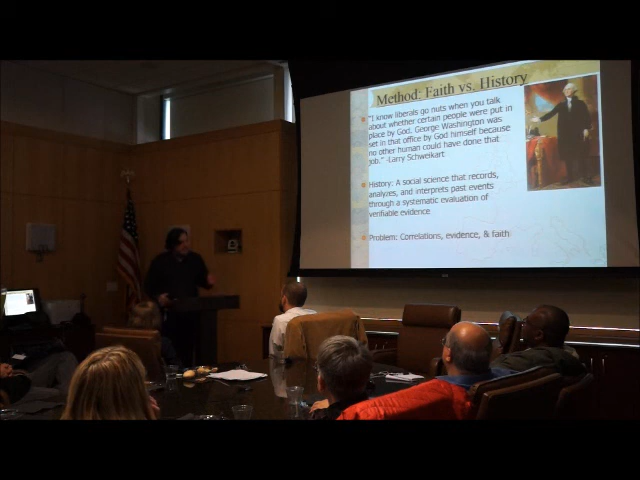 Method: Faith vs. History
"I know liberals go nuts when you talk
about whether certain people were put in
place by God. George Washington was
set in that office by God himself because
no other human could have done that
job." -Larry Schweikart
History: A social science that records,
analyzes, and interprets past events
through a systematic evaluation of
verifiable evidence
Problem: Correlations, evidence, & faith